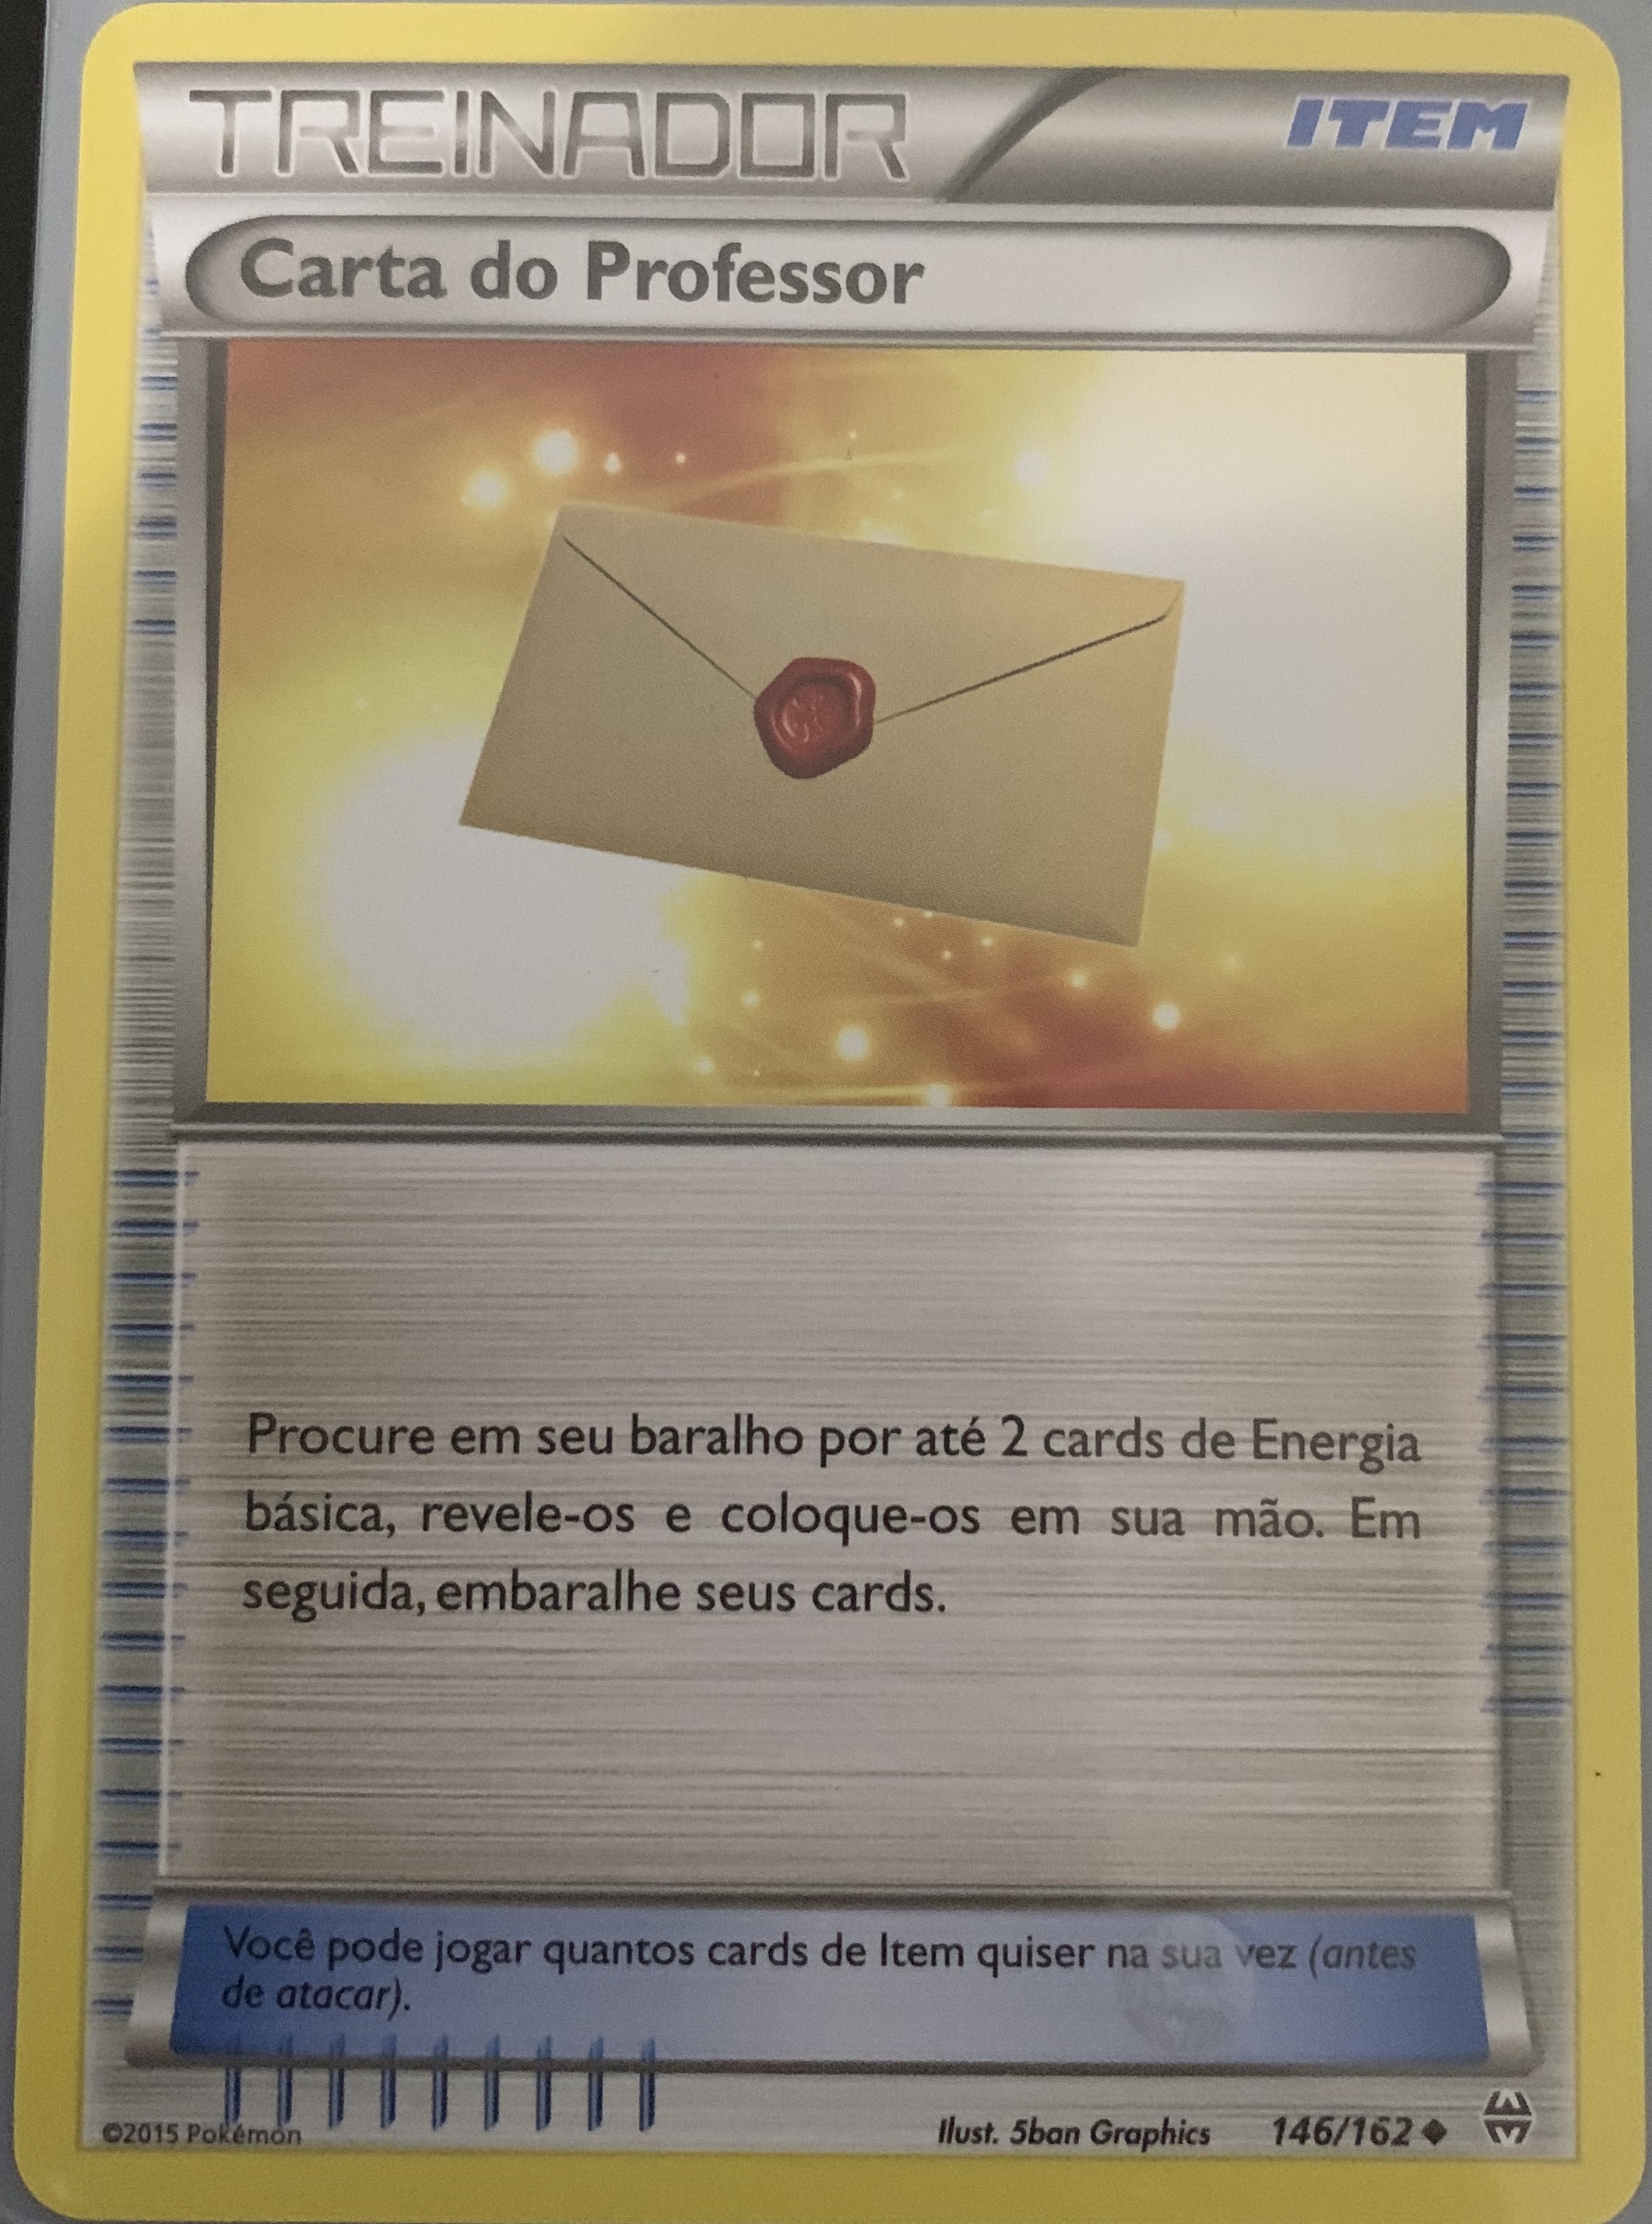 TREINADOR
ITEM
Carta do Professor
Procure em seu baralho por até 2 cards de Energia
básica, revele-os e coloque-os em sua mão. Em
seguida, embaralhe seus cards.
Você pode jogar quantos cards de Item quiser na sua vez (antes
de atacar).
©2015 Pokémon
Ilust. 5ban Graphics
146/162